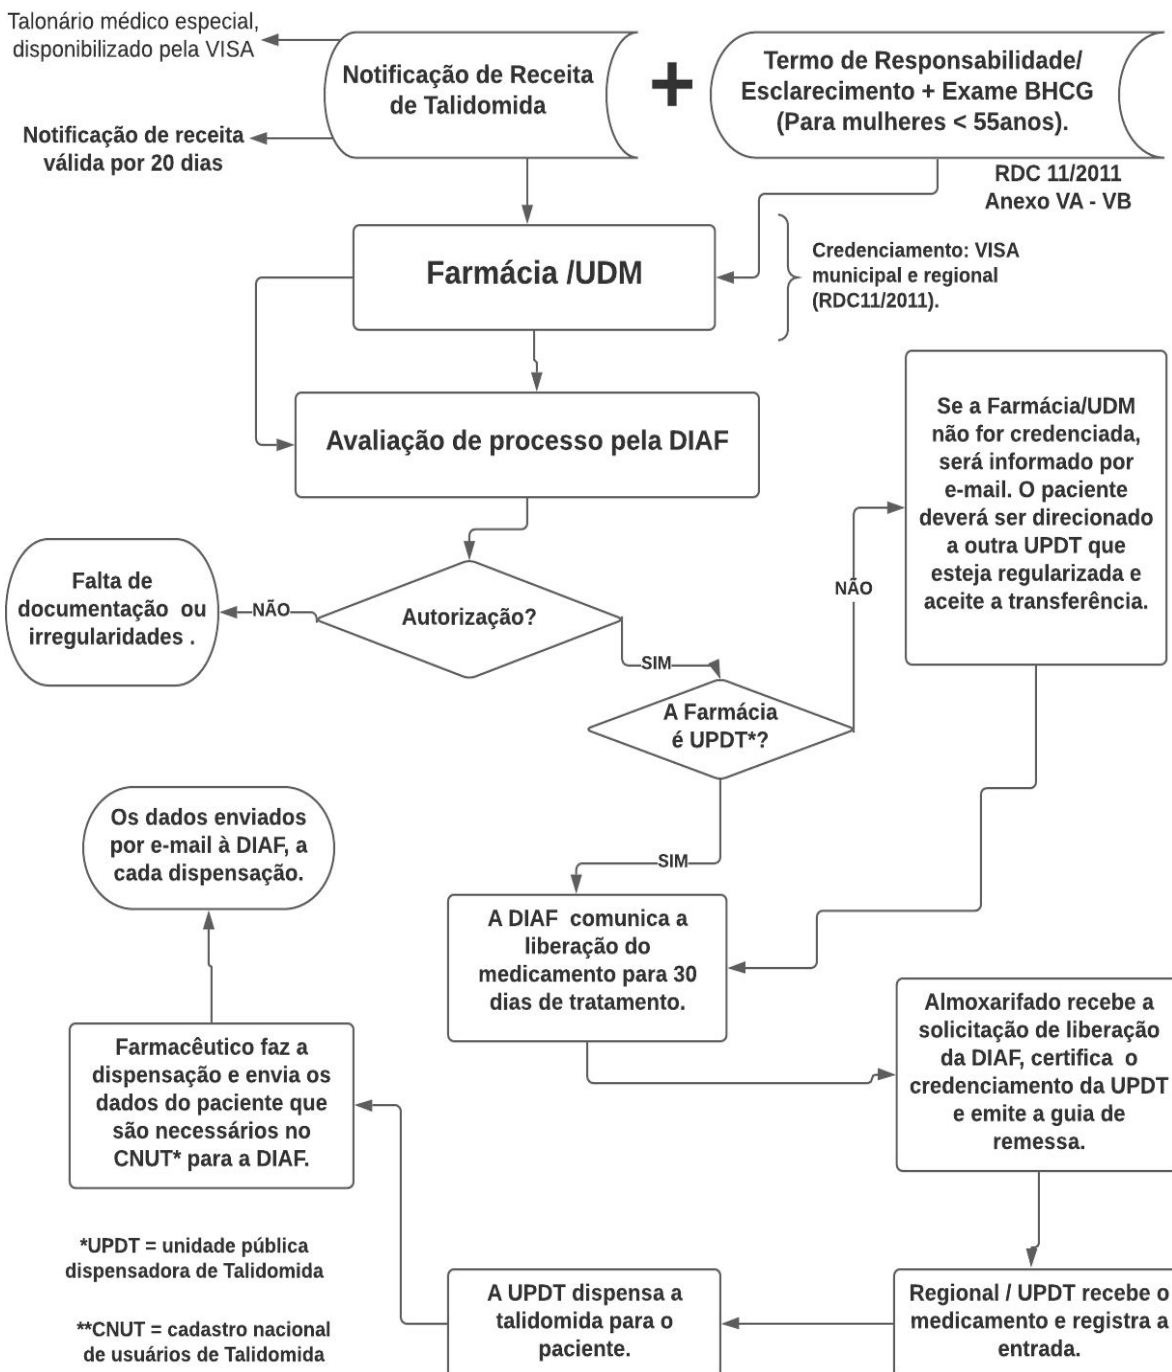 Talonário médico especial,
disponibilizado pela VISA
Notificação de Receita
de Talidomida
+
Termo de Responsabilidade/
Esclarecimento + Exame BHCG
(Para mulheres < 55anos).
Notificação de receita
válida por 20 dias
RDC 11/2011
Anexo VA - VB
Farmácia /UDM
Credenciamento: VISA
municipal e regional
(RDC11/2011).
Avaliação de processo pela DIAF
Se a Farmácia/UDM
não for credenciada,
será informado por
e-mail. O paciente
deverá ser direcionado
a outra UPDT que
esteja regularizada e
aceite a transferência.
Autorização?
NÃO
Falta de
documentação ou
irregularidades .
SIM
NÃO
A Farmácia
é UPDT*?
SIM
Os dados enviados
por e-mail à DIAF, a
cada dispensação.
A DIAF comunica a
liberação do
medicamento para 30
dias de tratamento.
Almoxarifado recebe a
solicitação de liberação
da DIAF, certifica o
credenciamento da UPDT
e emite a guia de
remessa.
Farmacêutico faz a
dispensação e envia os
dados do paciente que
são necessários no
CNUT* para a DIAF.
*UPDT = unidade pública
dispensadora de Talidomida
**CNUT = cadastro nacional
de usuários de Talidomida
A UPDT dispensa a
talidomida para o
paciente.
Regional / UPDT recebe o
medicamento e registra a
entrada.